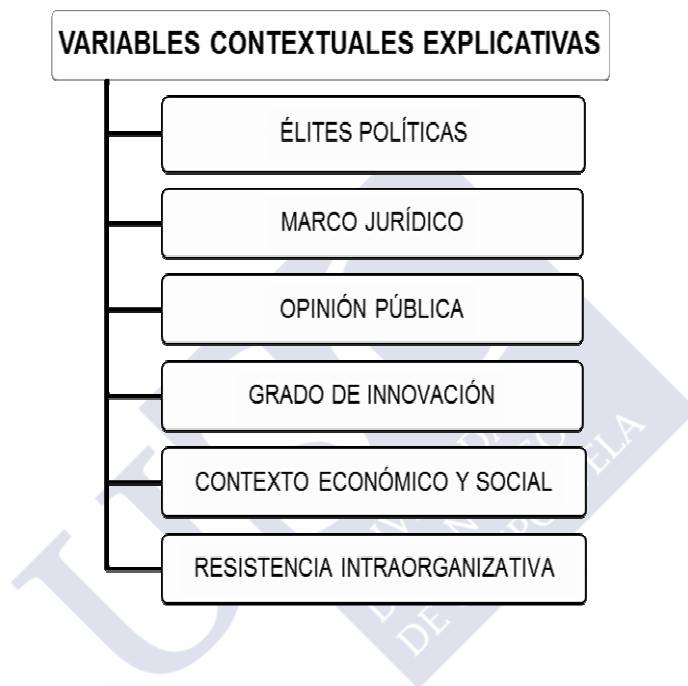 VARIABLES CONTEXTUALES EXPLICATIVAS
ÉLITES POLÍTICAS
MARCO JURÍDICO
OPINIÓN PÚBLICA
GRADO DE INNOVACIÓN
CONTEXTO ECONÓMICO Y SOCIAL
RESISTENCIA INTRAORGANIZATIVA